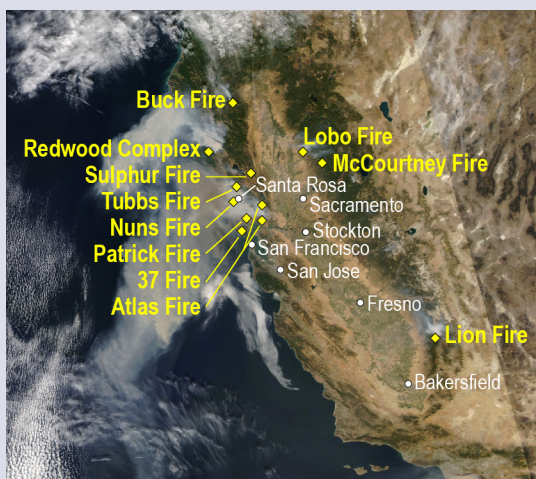 Buck Fire
Redwood Complex
Lobo Fire
McCourtney Fire
Sulphur Fire
Santa Rosa
Tubbs Fire
Sacramento
Nuns Fire
Stockton
Patrick Fire
San Francisco
37 Fire
San Jose
Atlas Fire
Fresno
Lion Fire
Bakersfield